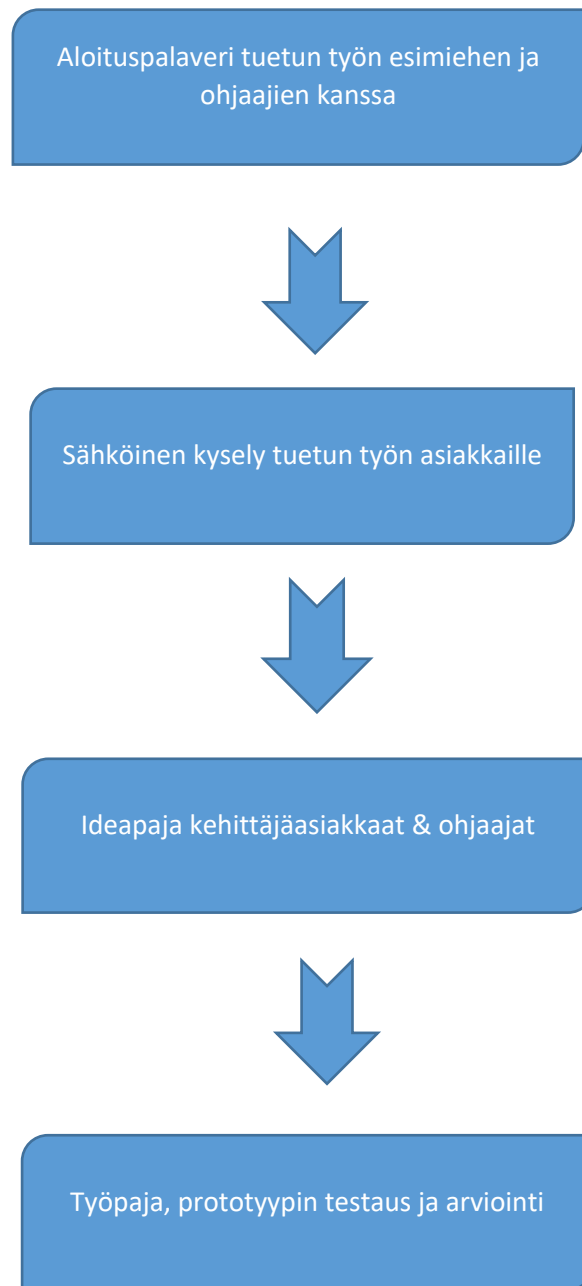 Aloituspalaveri tuetun työn esimiehen ja
ohjaajien kanssa
Sähköinen kysely tuetun työn asiakkaille
Ideapaja kehittäjäasiakkaat & ohjaajat
Työpaja, prototyypin testaus ja arviointi